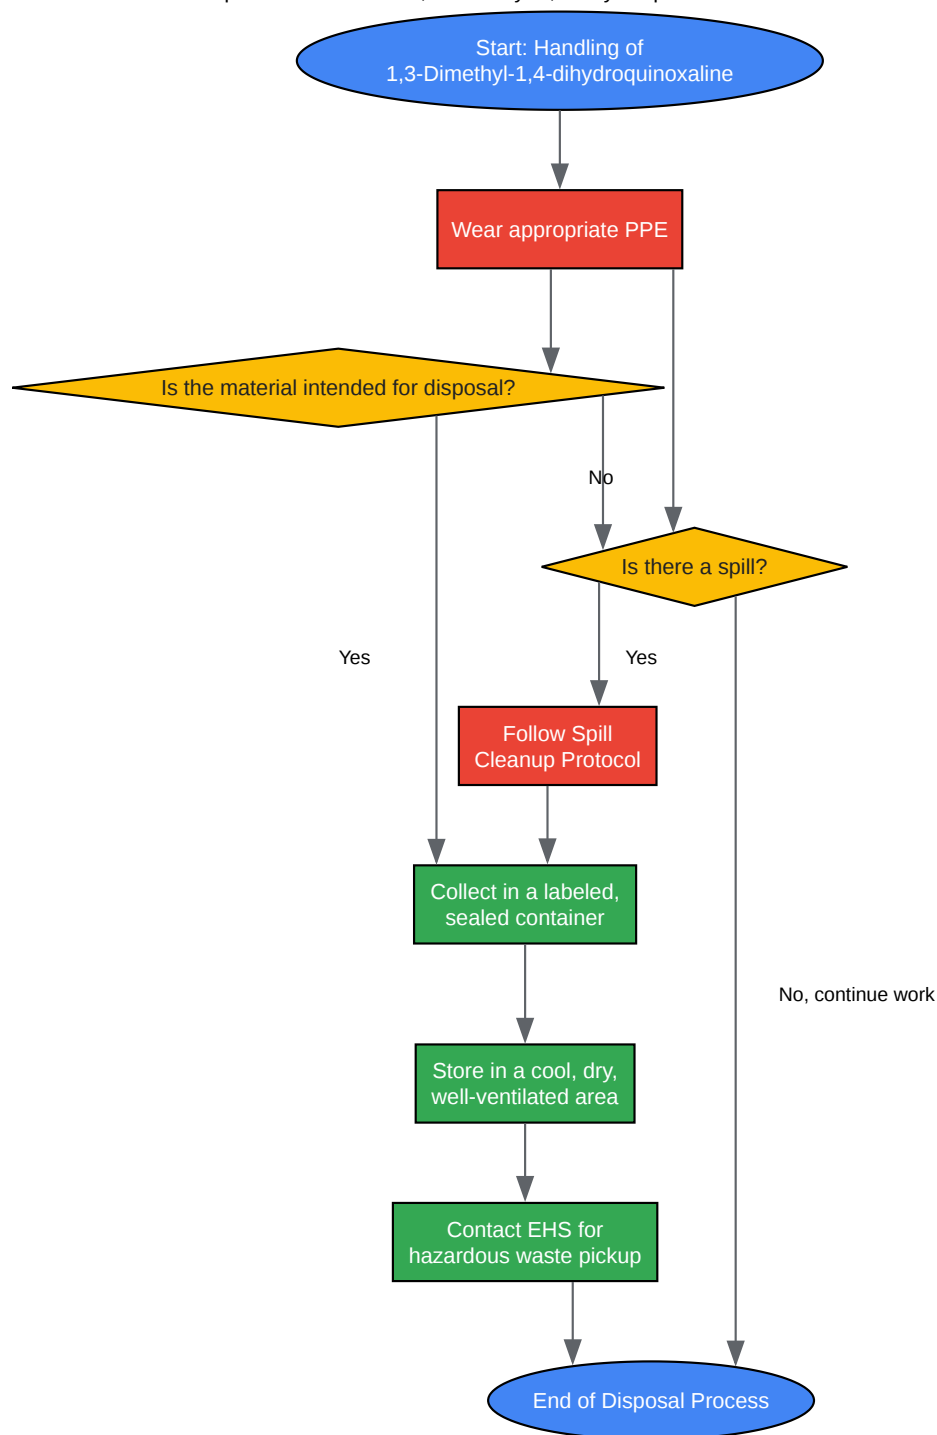 Start: Handling of
1,3-Dimethyl-1,4-dihydroquinoxaline
Wear appropriate PPE
Is the material intended for disposal?
No
Is there a spill?
Yes
Yes
Follow Spill
Cleanup Protocol
Collect in a labeled,
sealed container
No, continue work
Store in a cool, dry,
well-ventilated area
Contact EHS for
hazardous waste pickup
End of Disposal Process